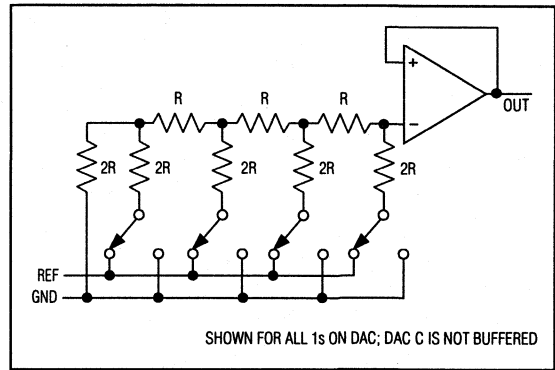 +
−
OUT
R R R
2R 2R 2R 2R 2R
REF
GND
SHOWN FOR ALL 1s ON DAC; DAC C IS NOT BUFFERED